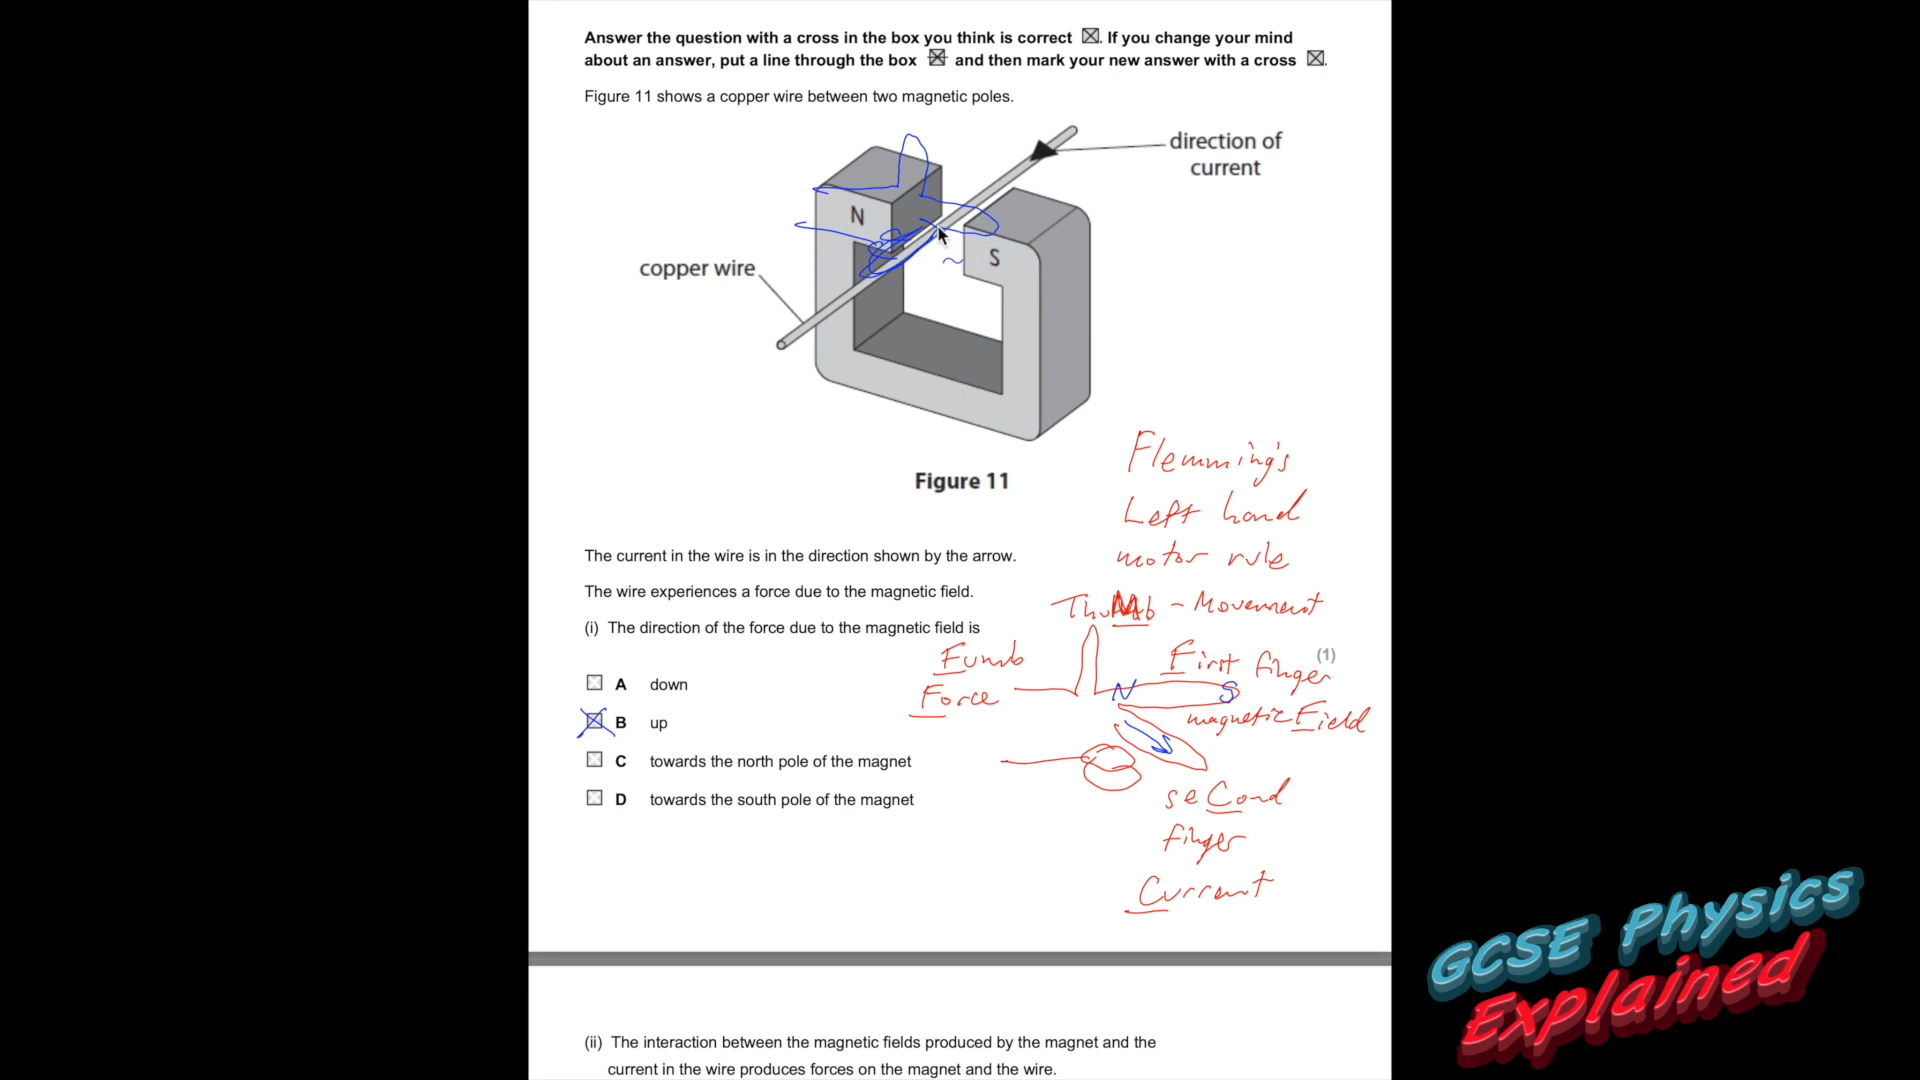 Answer the question with a cross in the box you think is correct ☒. If you change your mind
about an answer, put a line through the box ☒ and then mark your new answer with a cross ☒.
Figure 11 shows a copper wire between two magnetic poles.
direction of
current
N
S
copper wire
Figure 11
Flemming's
Left hand
motor rule
The current in the wire is in the direction shown by the arrow.
The wire experiences a force due to the magnetic field.
(i) The direction of the force due to the magnetic field is
(1)
ThuMb - Movement
Fumb
Force
First finger
N S
magnetic Field
seCond
finger
Current
A down
B up
C towards the north pole of the magnet
D towards the south pole of the magnet
(ii) The interaction between the magnetic fields produced by the magnet and the
current in the wire produces forces on the magnet and the wire.
GCSE Physics
Explained